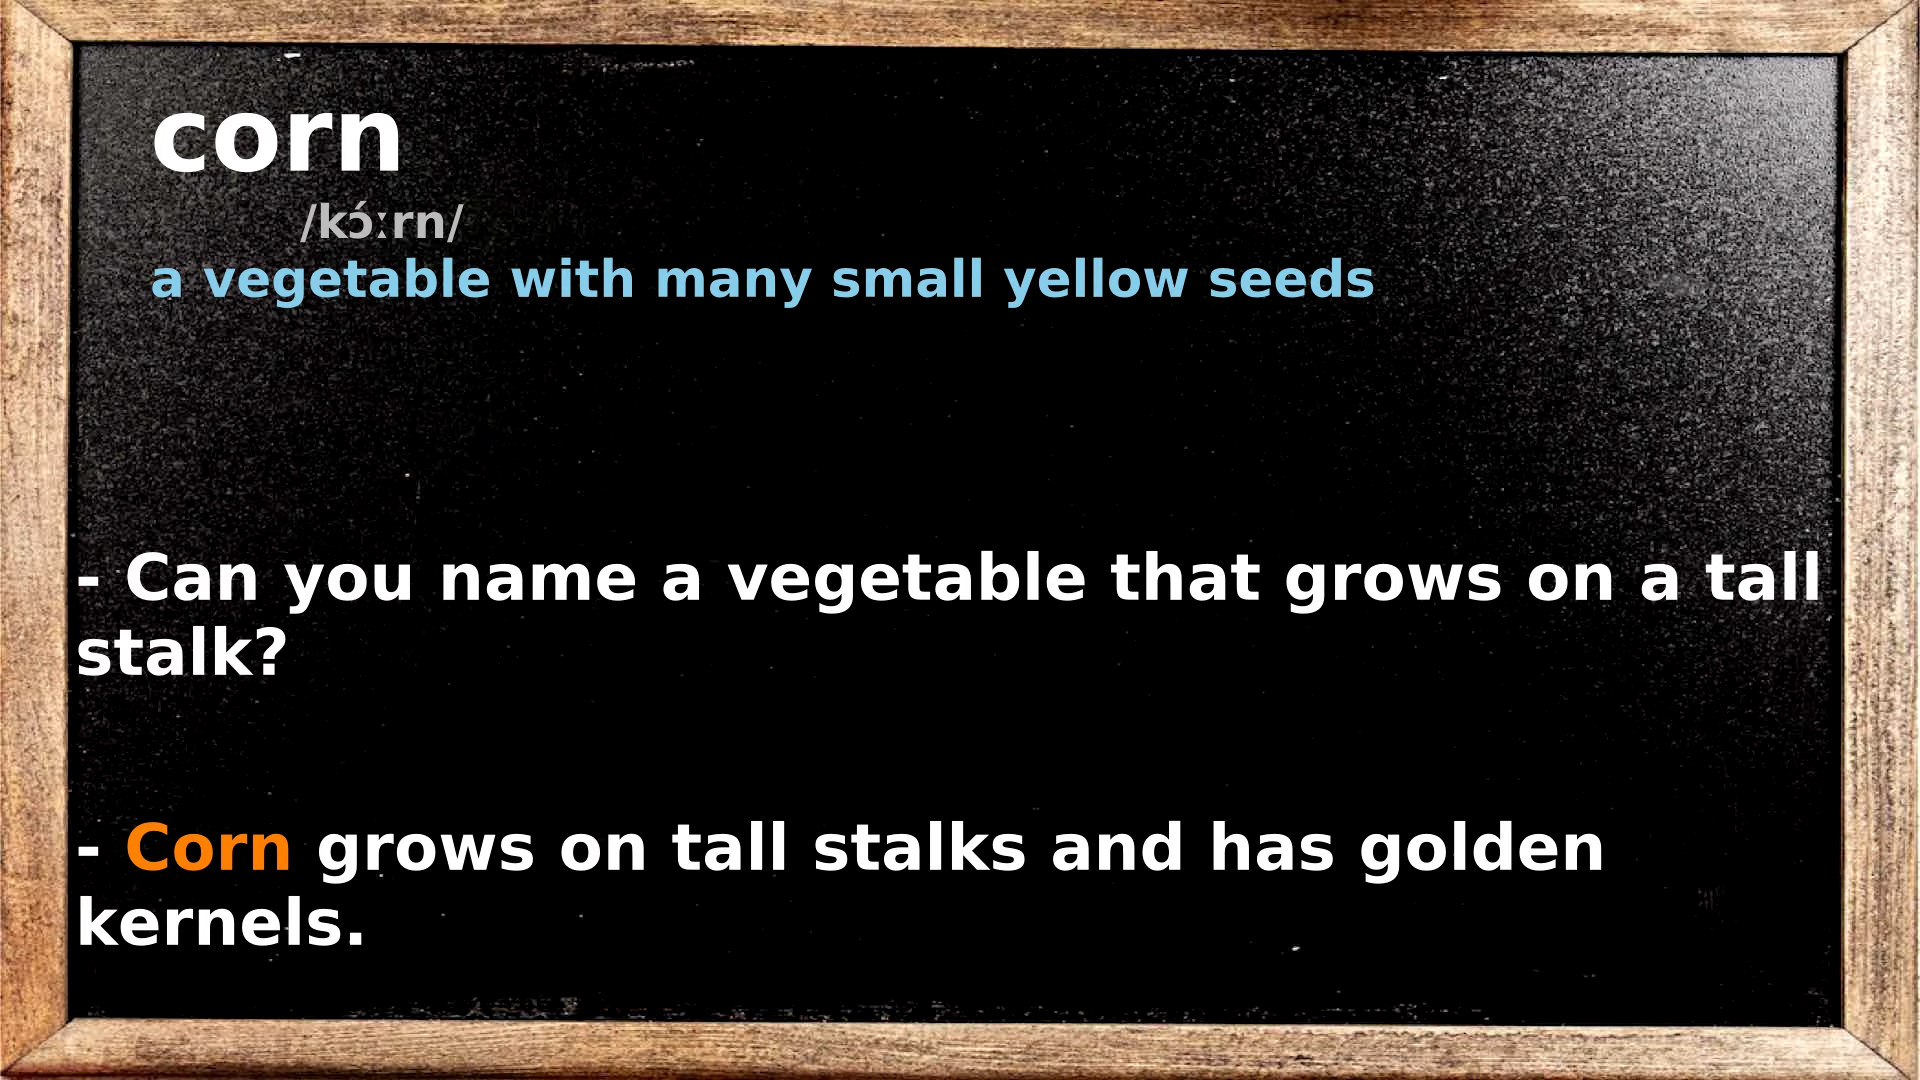 corn
/kɔ́ːrn/
a vegetable with many small yellow seeds
- Can you name a vegetable that grows on a tall
stalk?
- Corn grows on tall stalks and has golden
kernels.